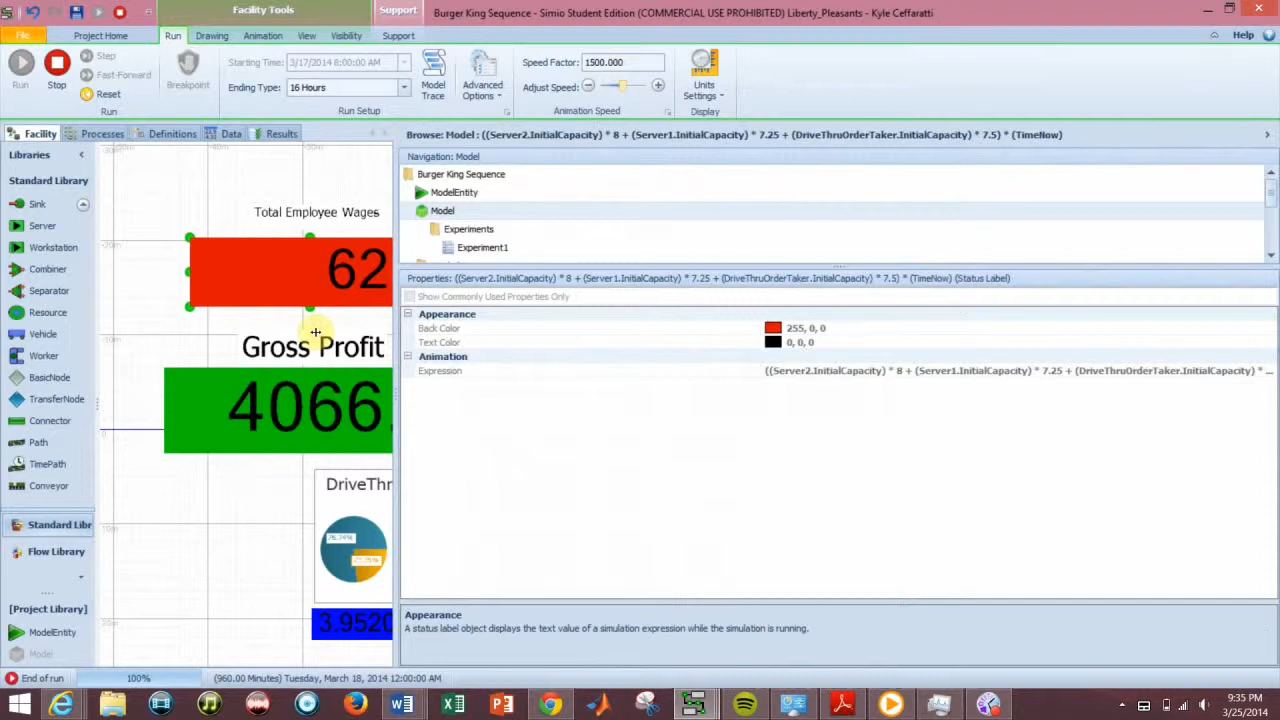 Facility Tools
Support
Burger King Sequence - Simio Student Edition (COMMERCIAL USE PROHIBITED) Liberty_Pleasants - Kyle Ceffaratti
File
Project Home
Run
Drawing
Animation
View
Visibility
Support
Help
Run
Stop
Step
Fast-Forward
Reset
Run
Breakpoint
Starting Time: 3/17/2014 8:00:00 AM
Ending Type: 16 Hours
Run Setup
Model Trace
Advanced Options
Speed Factor: 1500.000
Adjust Speed:
Animation Speed
Units Settings
Display
Facility
Processes
Definitions
Data
Results
Browse: Model : ((Server2.InitialCapacity) * 8 + (Server1.InitialCapacity) * 7.25 + (DriveThruOrderTaker.InitialCapacity) * 7.5) * (TimeNow)
Libraries
Standard Library
Sink
Server
Workstation
Combiner
Separator
Resource
Vehicle
Worker
BasicNode
TransferNode
Connector
Path
TimePath
Conveyor
Standard Libr
Flow Library
[Project Library]
ModelEntity
Model
Total Employee Wages
62
Gross Profit
4066.
DriveThr
76.74%
3.9520
Navigation: Model
Burger King Sequence
ModelEntity
Model
Experiments
Experiment1
Properties: ((Server2.InitialCapacity) * 8 + (Server1.InitialCapacity) * 7.25 + (DriveThruOrderTaker.InitialCapacity) * 7.5) * (TimeNow) (Status Label)
Show Commonly Used Properties Only
Appearance
Back Color 255, 0, 0
Text Color 0, 0, 0
Animation
Expression ((Server2.InitialCapacity) * 8 + (Server1.InitialCapacity) * 7.25 + (DriveThruOrderTaker.InitialCapacity) * ...
Appearance
A status label object displays the text value of a simulation expression while the simulation is running.
End of run
100%
(960.00 Minutes) Tuesday, March 18, 2014 12:00:00 AM
9:35 PM
3/25/2014